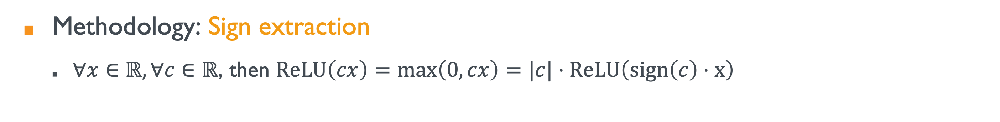 ▪ Methodology: Sign extraction
▪ ∀x ∈ ℝ, ∀c ∈ ℝ, then ReLU(cx) = max(0, cx) = |c| · ReLU(sign(c) · x)